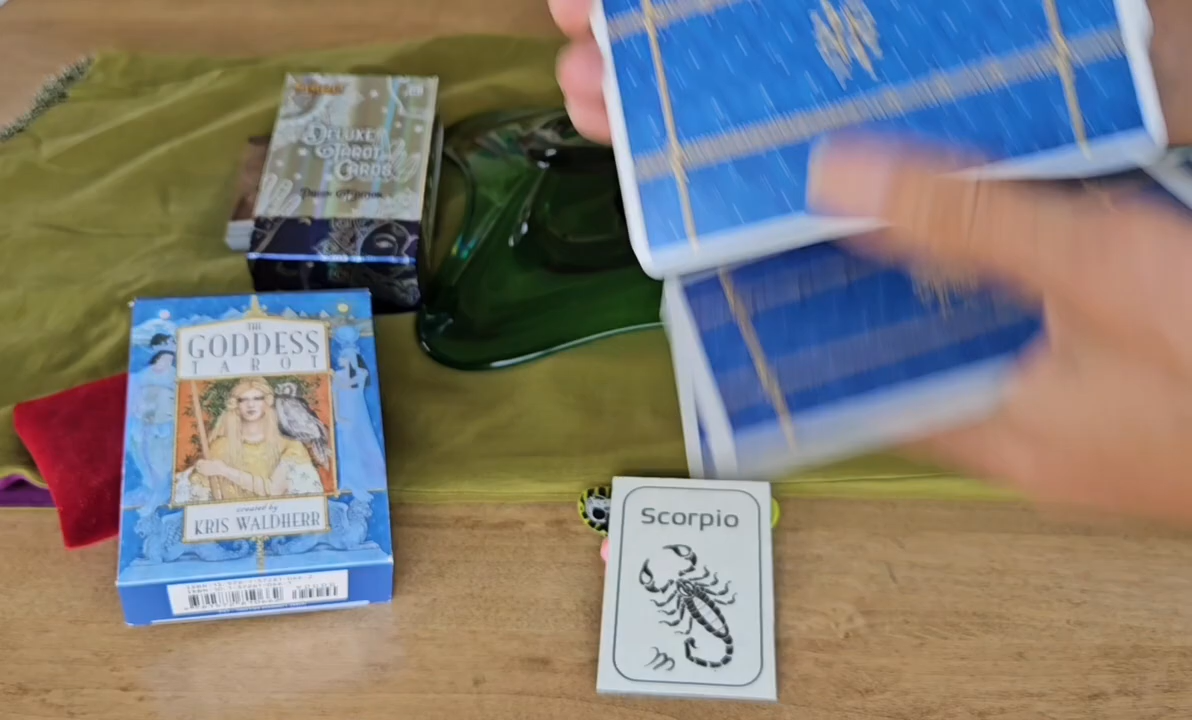 DELUXE
TAROT
CARDS
THE
GODDESS
TAROT
created by
KRIS WALDHERR
Scorpio